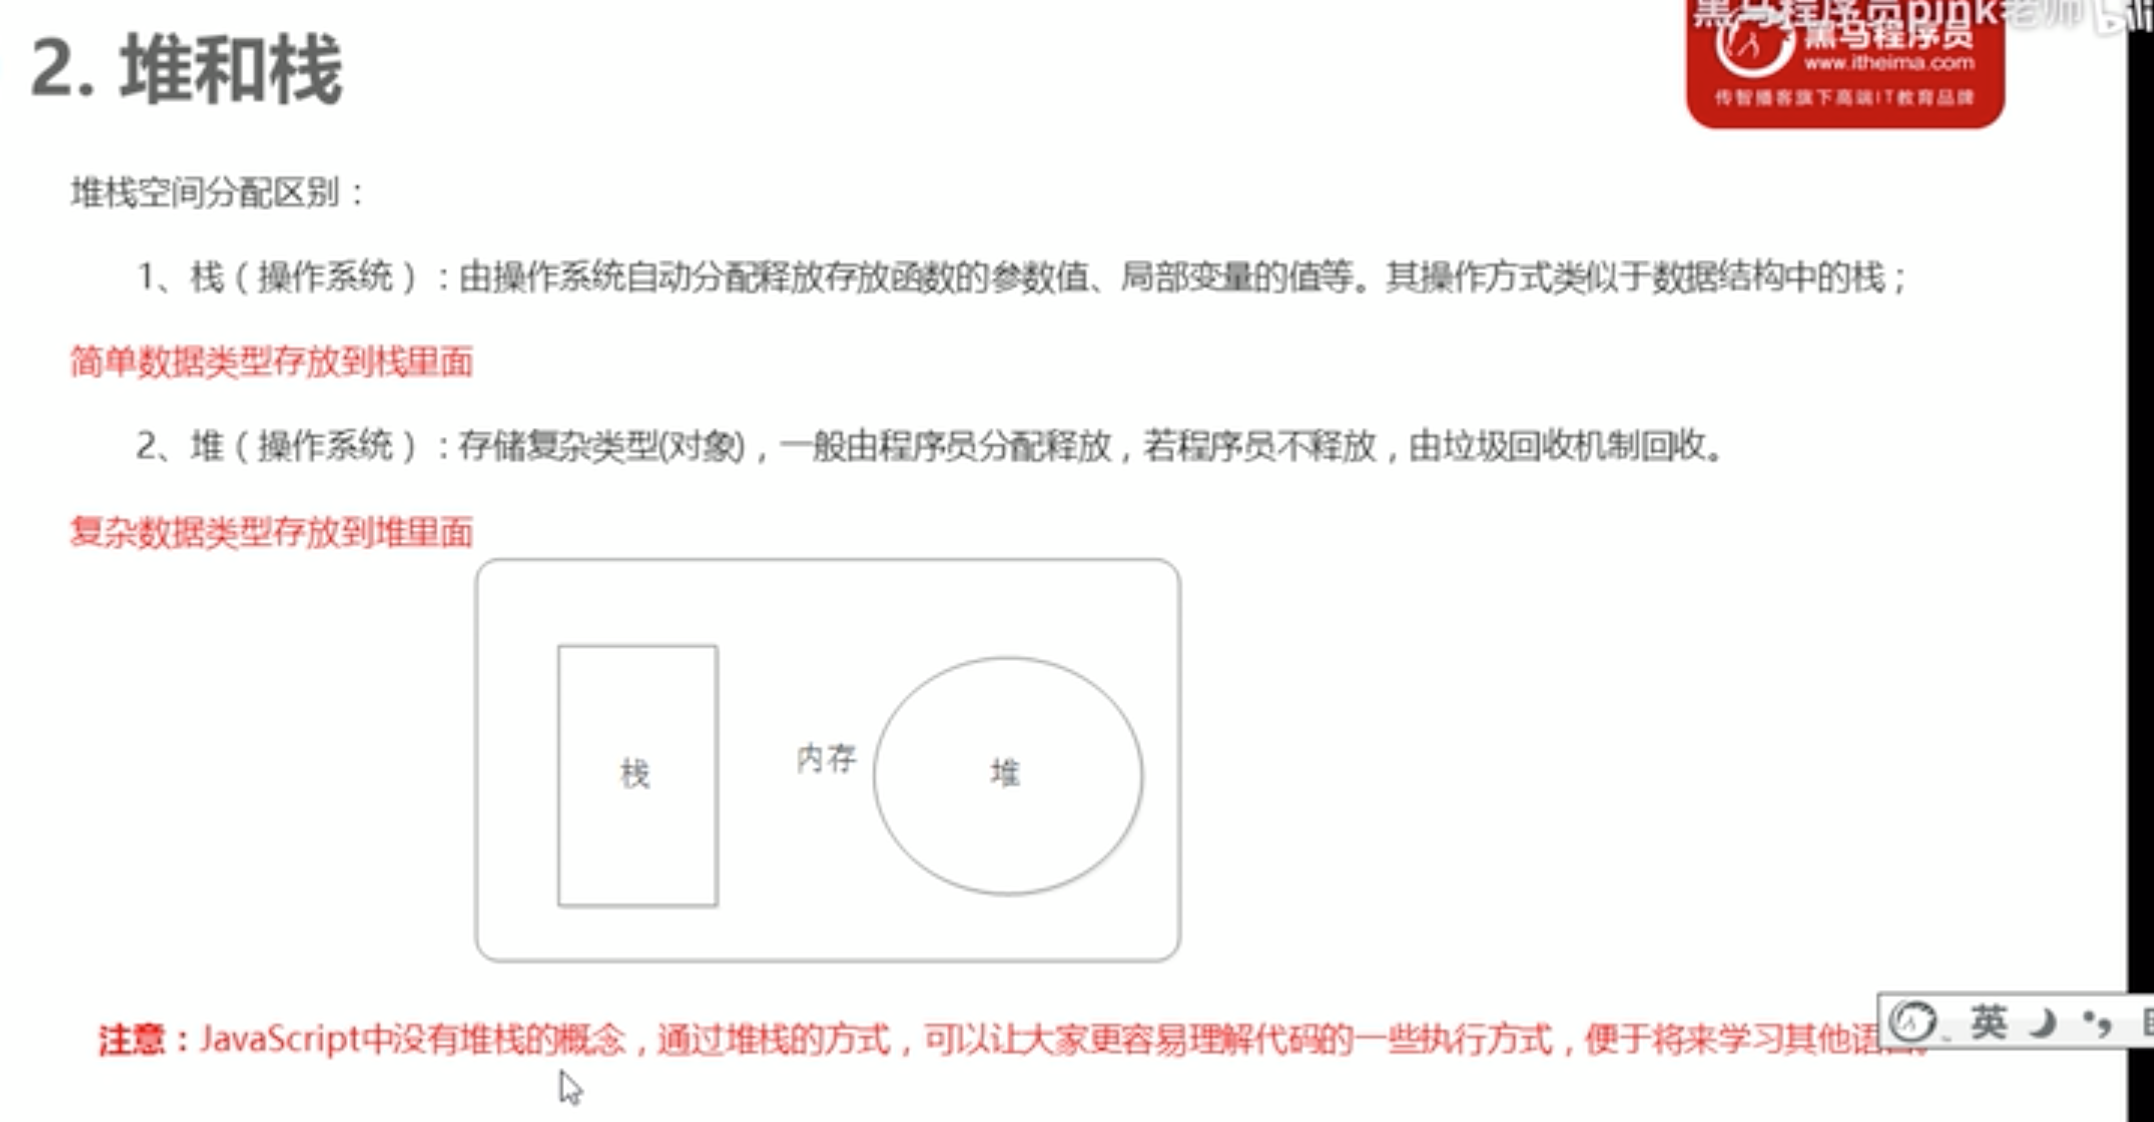 黑马程序员pink老师
2. 堆和栈
黑马程序员
www.itheima.com
传智播客旗下高端IT教育品牌
堆栈空间分配区别：
1、栈（操作系统）：由操作系统自动分配释放存放函数的参数值、局部变量的值等。其操作方式类似于数据结构中的栈；
简单数据类型存放到栈里面
2、堆（操作系统）：存储复杂类型(对象)，一般由程序员分配释放，若程序员不释放，由垃圾回收机制回收。
复杂数据类型存放到堆里面
栈
内存
堆
注意：JavaScript中没有堆栈的概念，通过堆栈的方式，可以让大家更容易理解代码的一些执行方式，便于将来学习其他语
英